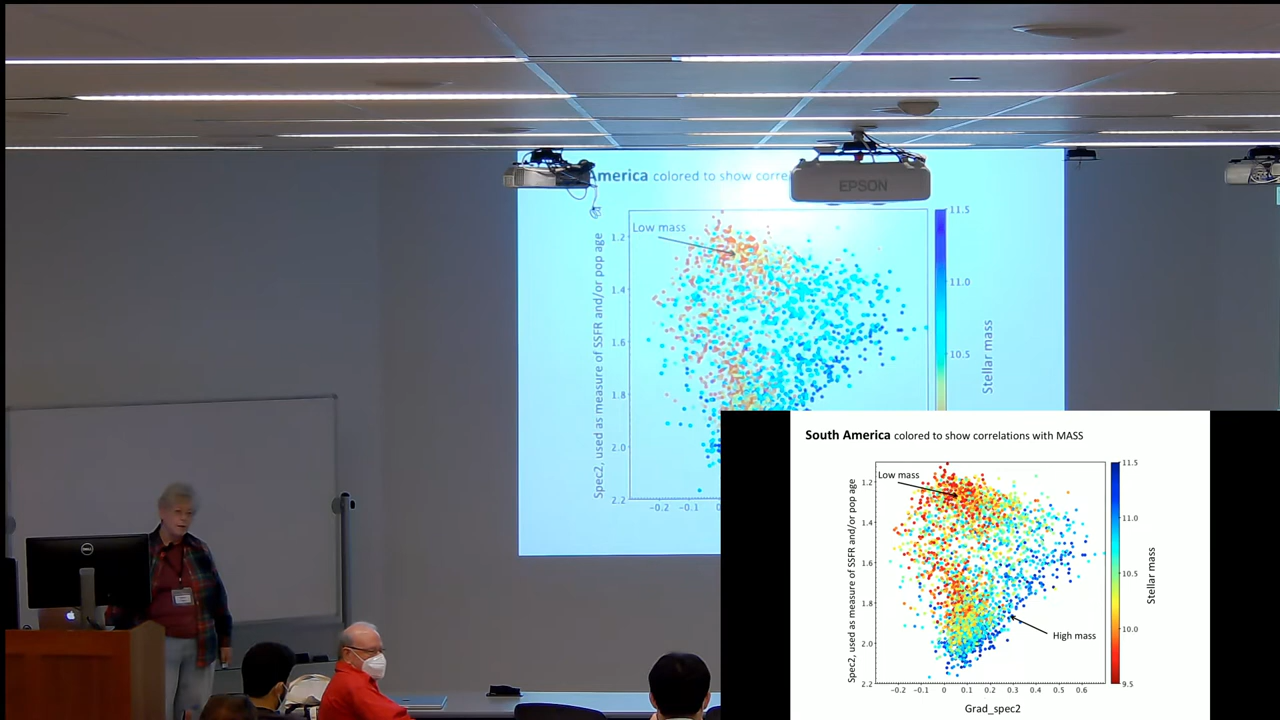 America colored to show corre
EPSON
Low mass
Spec2, used as measure of SSFR and/or pop age
1.2
1.4
1.6
1.8
2.0
2.2
-0.2 -0.1 0
11.5
11.0
10.5
Stellar mass
DELL
South America colored to show correlations with MASS
Low mass
High mass
Spec2, used as measure of SSFR and/or pop age
1.2
1.4
1.6
1.8
2.0
2.2
-0.2 -0.1 0 0.1 0.2 0.3 0.4 0.5 0.6
Grad_spec2
11.5
11.0
10.5
10.0
9.5
Stellar mass